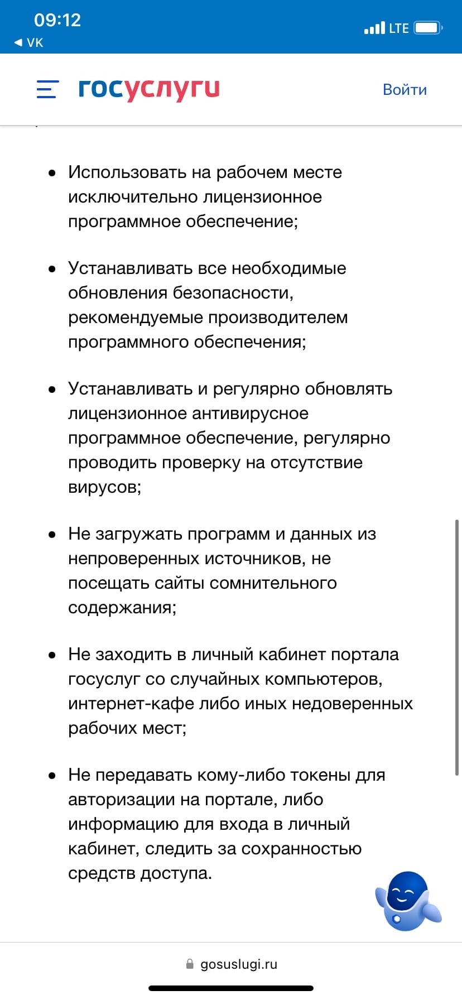 09:12
LTE
VK
госуслуги
Войти
Использовать на рабочем месте
исключительно лицензионное
программное обеспечение;
Устанавливать все необходимые
обновления безопасности,
рекомендуемые производителем
программного обеспечения;
Устанавливать и регулярно обновлять
лицензионное антивирусное
программное обеспечение, регулярно
проводить проверку на отсутствие
вирусов;
Не загружать программ и данных из
непроверенных источников, не
посещать сайты сомнительного
содержания;
Не заходить в личный кабинет портала
госуслуг со случайных компьютеров,
интернет-кафе либо иных недоверенных
рабочих мест;
Не передавать кому-либо токены для
авторизации на портале, либо
информацию для входа в личный
кабинет, следить за сохранностью
средств доступа.
gosuslugi.ru